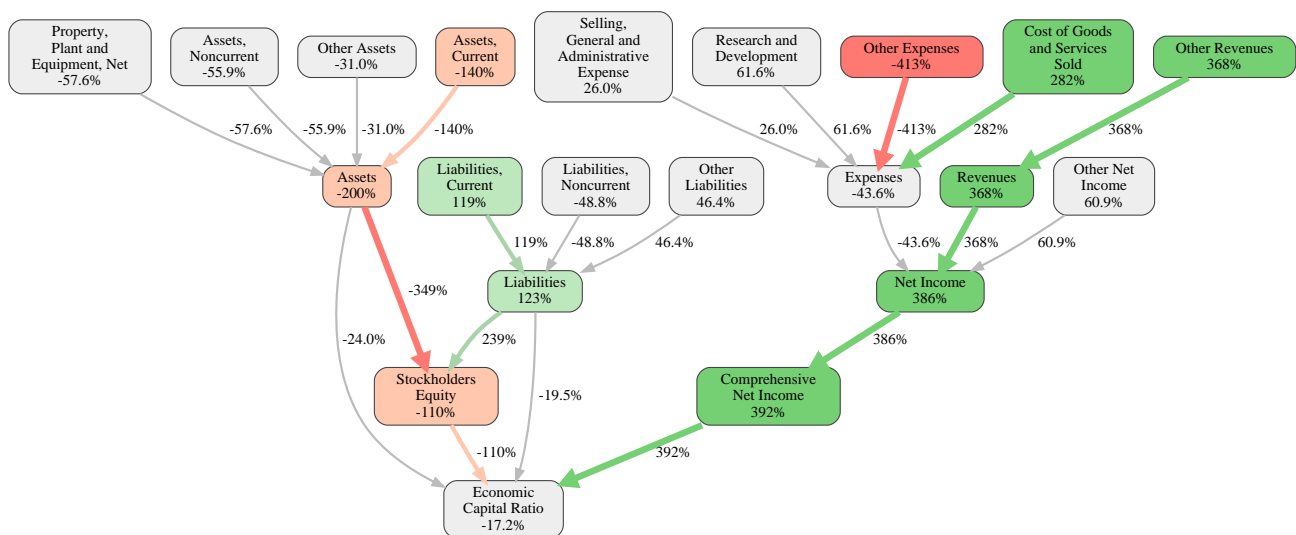 Property,
Plant and
Equipment, Net
-57.6%
Assets,
Noncurrent
-55.9%
Other Assets
-31.0%
Assets,
Current
-140%
Selling,
General and
Administrative
Expense
26.0%
Research and
Development
61.6%
Other Expenses
-413%
Cost of Goods
and Services
Sold
282%
Other Revenues
368%
-57.6%
-55.9%
-31.0%
-140%
26.0%
61.6%
-413%
282%
368%
Assets
-200%
Liabilities,
Current
119%
Liabilities,
Noncurrent
-48.8%
Other
Liabilities
46.4%
Expenses
-43.6%
Revenues
368%
Other Net
Income
60.9%
119%
-48.8%
46.4%
-43.6%
368%
60.9%
Liabilities
123%
Net Income
386%
-349%
-24.0%
239%
386%
Stockholders
Equity
-110%
-19.5%
Comprehensive
Net Income
392%
-110%
392%
Economic
Capital Ratio
-17.2%